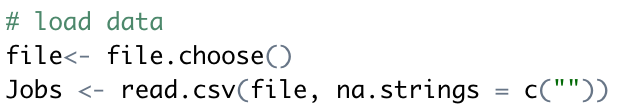 # load data
file<- file.choose()
Jobs <- read.csv(file, na.strings = c(""))